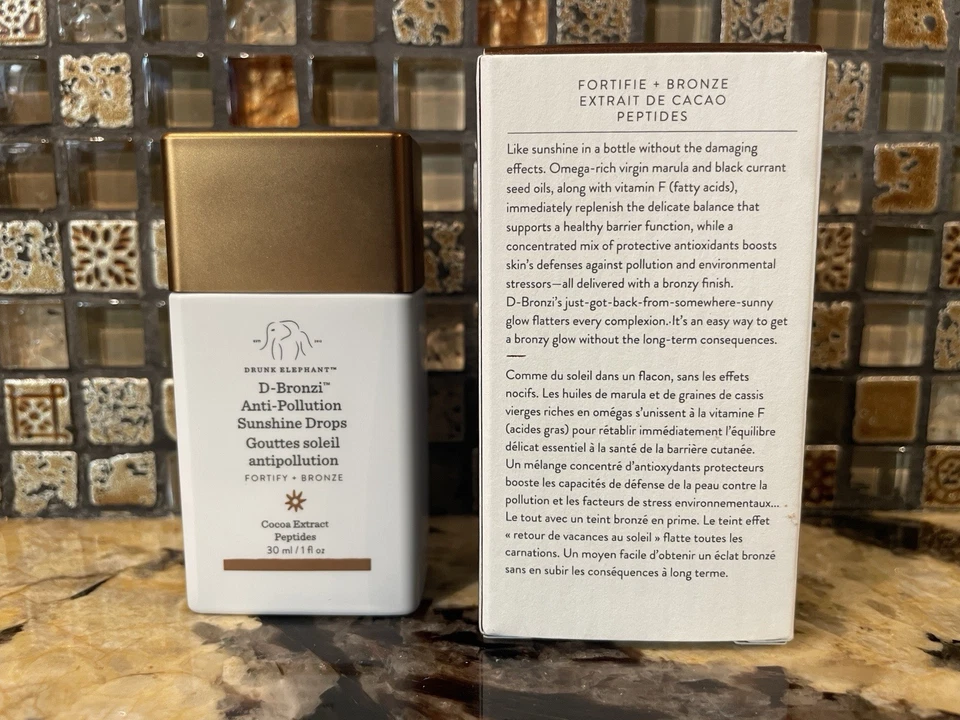 DRUNK ELEPHANT™
D-Bronzi™
Anti-Pollution
Sunshine Drops
Gouttes soleil
antipollution
FORTIFY + BRONZE
Cocoa Extract
Peptides
30 ml / 1 fl oz
FORTIFIE + BRONZE
EXTRAIT DE CACAO
PEPTIDES
Like sunshine in a bottle without the damaging
effects. Omega-rich virgin marula and black currant
seed oils, along with vitamin F (fatty acids),
immediately replenish the delicate balance that
supports a healthy barrier function, while a
concentrated mix of protective antioxidants boosts
skin's defenses against pollution and environmental
stressors—all delivered with a bronzy finish.
D-Bronzi's just-got-back-from-somewhere-sunny
glow flatters every complexion. It's an easy way to get
a bronzy glow without the long-term consequences.
Comme du soleil dans un flacon, sans les effets
nocifs. Les huiles de marula et de graines de cassis
vierges riches en omégas s'unissent à la vitamine F
(acides gras) pour rétablir immédiatement l'équilibre
délicat essentiel à la santé de la barrière cutanée.
Un mélange concentré d'antioxydants protecteurs
booste les capacités de défense de la peau contre la
pollution et les facteurs de stress environnementaux...
Le tout avec un teint bronzé en prime. Le teint effet
« retour de vacances au soleil » flatte toutes les
carnations. Un moyen facile d'obtenir un éclat bronzé
sans en subir les conséquences à long terme.